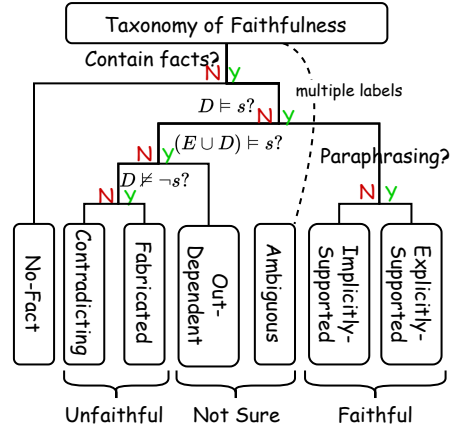 Taxonomy of Faithfulness
Contain facts?
N y
multiple labels
D ⊨ s?
N y
(E ∪ D) ⊨ s?
N y
Paraphrasing?
D ⊭ ¬s?
N y
N y
No-Fact
Contradicting
Fabricated
Out-
Dependent
Ambiguous
Implicitly-
Supported
Explicitly-
Supported
Unfaithful
Not Sure
Faithful